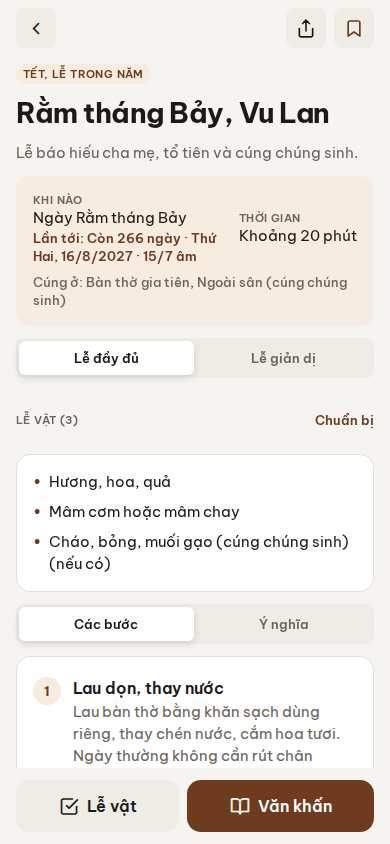 TẾT, LỄ TRONG NĂM
Rằm tháng Bảy, Vu Lan
Lễ báo hiếu cha mẹ, tổ tiên và cúng chúng sinh.
KHI NÀO
Ngày Rằm tháng Bảy
Lần tới: Còn 266 ngày · Thứ
Hai, 16/8/2027 · 15/7 âm
THỜI GIAN
Khoảng 20 phút
Cúng ở: Bàn thờ gia tiên, Ngoài sân (cúng chúng
sinh)
Lễ đầy đủ
Lễ giản dị
LỄ VẬT (3)
Chuẩn bị
• Hương, hoa, quả
• Mâm cơm hoặc mâm chay
• Cháo, bỏng, muối gạo (cúng chúng sinh)
(nếu có)
Các bước
Ý nghĩa
1 Lau dọn, thay nước
Lau bàn thờ bằng khăn sạch dùng
riêng, thay chén nước, cắm hoa tươi.
Ngày thường không cần rút chân
Lễ vật
Văn khấn